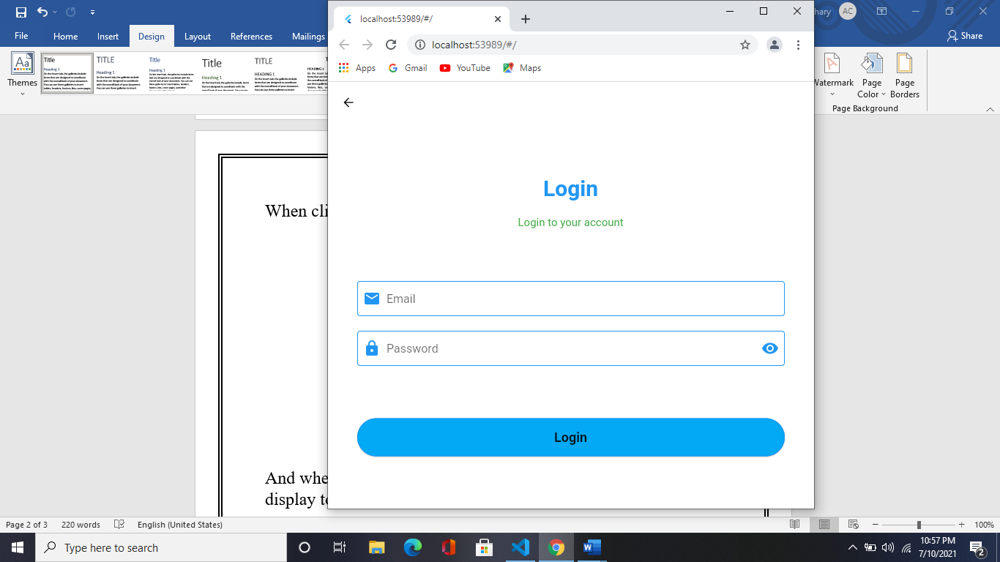 hary AC
File Home Insert Design Layout References Mailings
Share
Themes
Title
Heading 1
TITLE
Heading 1
Title
Heading 1
Title
Heading 1
TITLE
HEADING 1
Watermark
Page Color
Page Borders
Page Background
localhost:53989/#/
localhost:53989/#/
Apps Gmail YouTube Maps
Login
Login to your account
Email
Password
Login
When cli
And whe
display to
Page 2 of 3 220 words English (United States) 100%
Type here to search
10:57 PM
7/10/2021
2